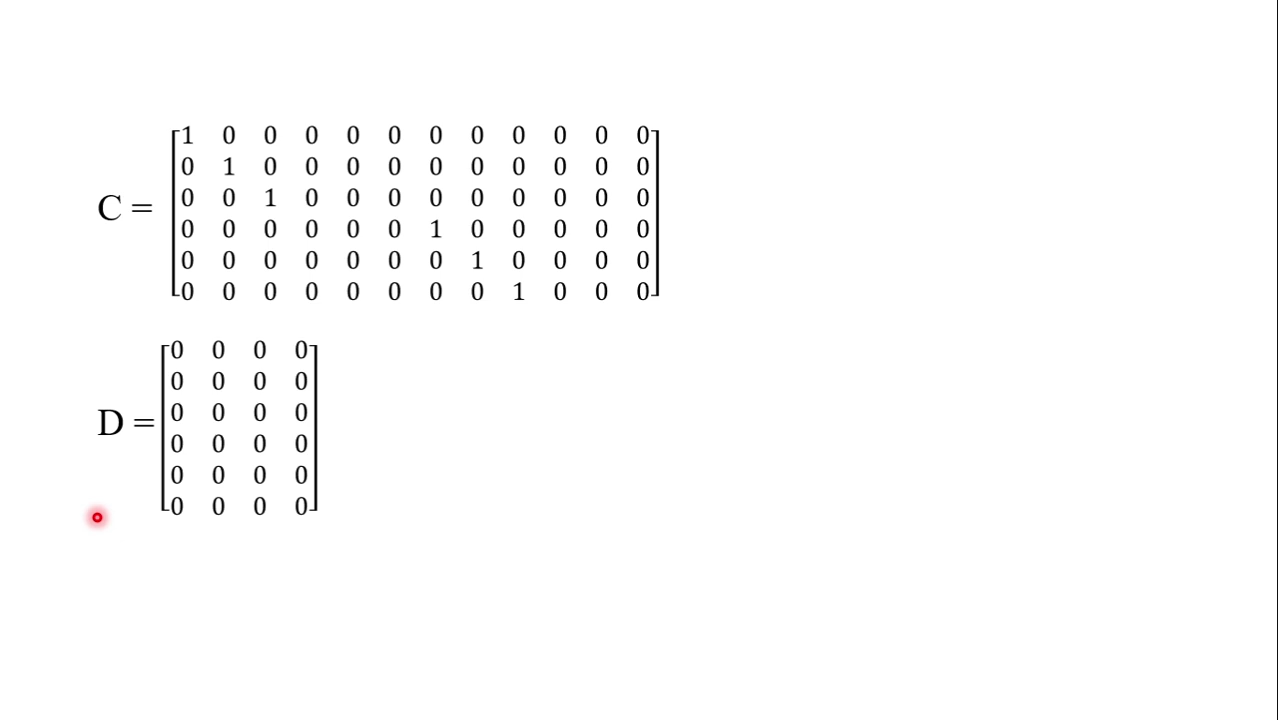 1 0 0 0 0 0 0 0 0 0 0 0
0 1 0 0 0 0 0 0 0 0 0 0
C = 0 0 1 0 0 0 0 0 0 0 0 0
0 0 0 0 0 0 1 0 0 0 0 0
0 0 0 0 0 0 0 1 0 0 0 0
0 0 0 0 0 0 0 0 1 0 0 0
0 0 0 0
0 0 0 0
D = 0 0 0 0
0 0 0 0
0 0 0 0
0 0 0 0